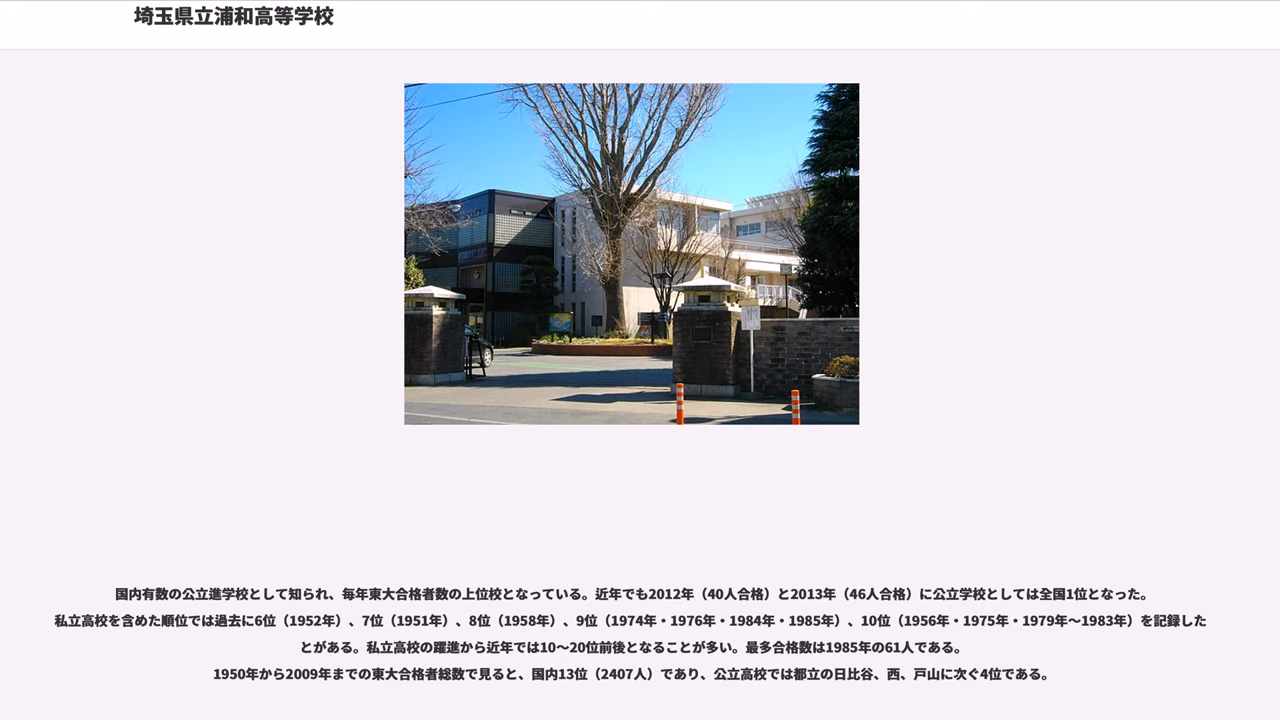 埼玉県立浦和高等学校
国内有数の公立進学校として知られ、毎年東大合格者数の上位校となっている。近年でも2012年（40人合格）と2013年（46人合格）に公立学校としては全国1位となった。
私立高校を含めた順位では過去に6位（1952年）、7位（1951年）、8位（1958年）、9位（1974年・1976年・1984年・1985年）、10位（1956年・1975年・1979年～1983年）を記録した
とがある。私立高校の躍進から近年では10～20位前後となることが多い。最多合格数は1985年の61人である。
1950年から2009年までの東大合格者総数で見ると、国内13位（2407人）であり、公立高校では都立の日比谷、西、戸山に次ぐ4位である。